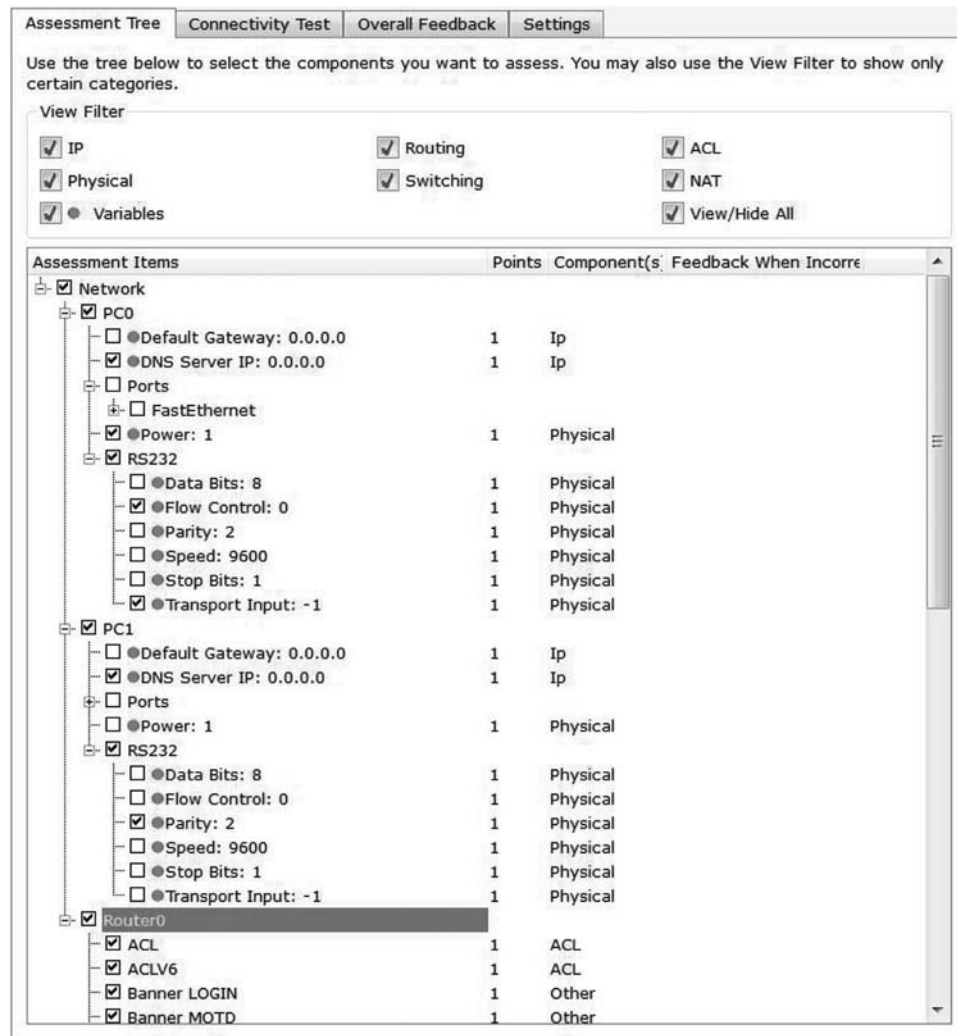 Assessment Tree Connectivity Test Overall Feedback Settings
Use the tree below to select the components you want to assess. You may also use the View Filter to show only
certain categories.
View Filter
IP Routing ACL
Physical Switching NAT
Variables View/Hide All
Assessment Items Points Component(s Feedback When Incorre
Network
PC0
Default Gateway: 0.0.0.0 1 Ip
DNS Server IP: 0.0.0.0 1 Ip
Ports
FastEthernet
Power: 1 1 Physical
RS232
Data Bits: 8 1 Physical
Flow Control: 0 1 Physical
Parity: 2 1 Physical
Speed: 9600 1 Physical
Stop Bits: 1 1 Physical
Transport Input: -1 1 Physical
PC1
Default Gateway: 0.0.0.0 1 Ip
DNS Server IP: 0.0.0.0 1 Ip
Ports
Power: 1 1 Physical
RS232
Data Bits: 8 1 Physical
Flow Control: 0 1 Physical
Parity: 2 1 Physical
Speed: 9600 1 Physical
Stop Bits: 1 1 Physical
Transport Input: -1 1 Physical
Router0
ACL 1 ACL
ACLV6 1 ACL
Banner LOGIN 1 Other
Banner MOTD 1 Other